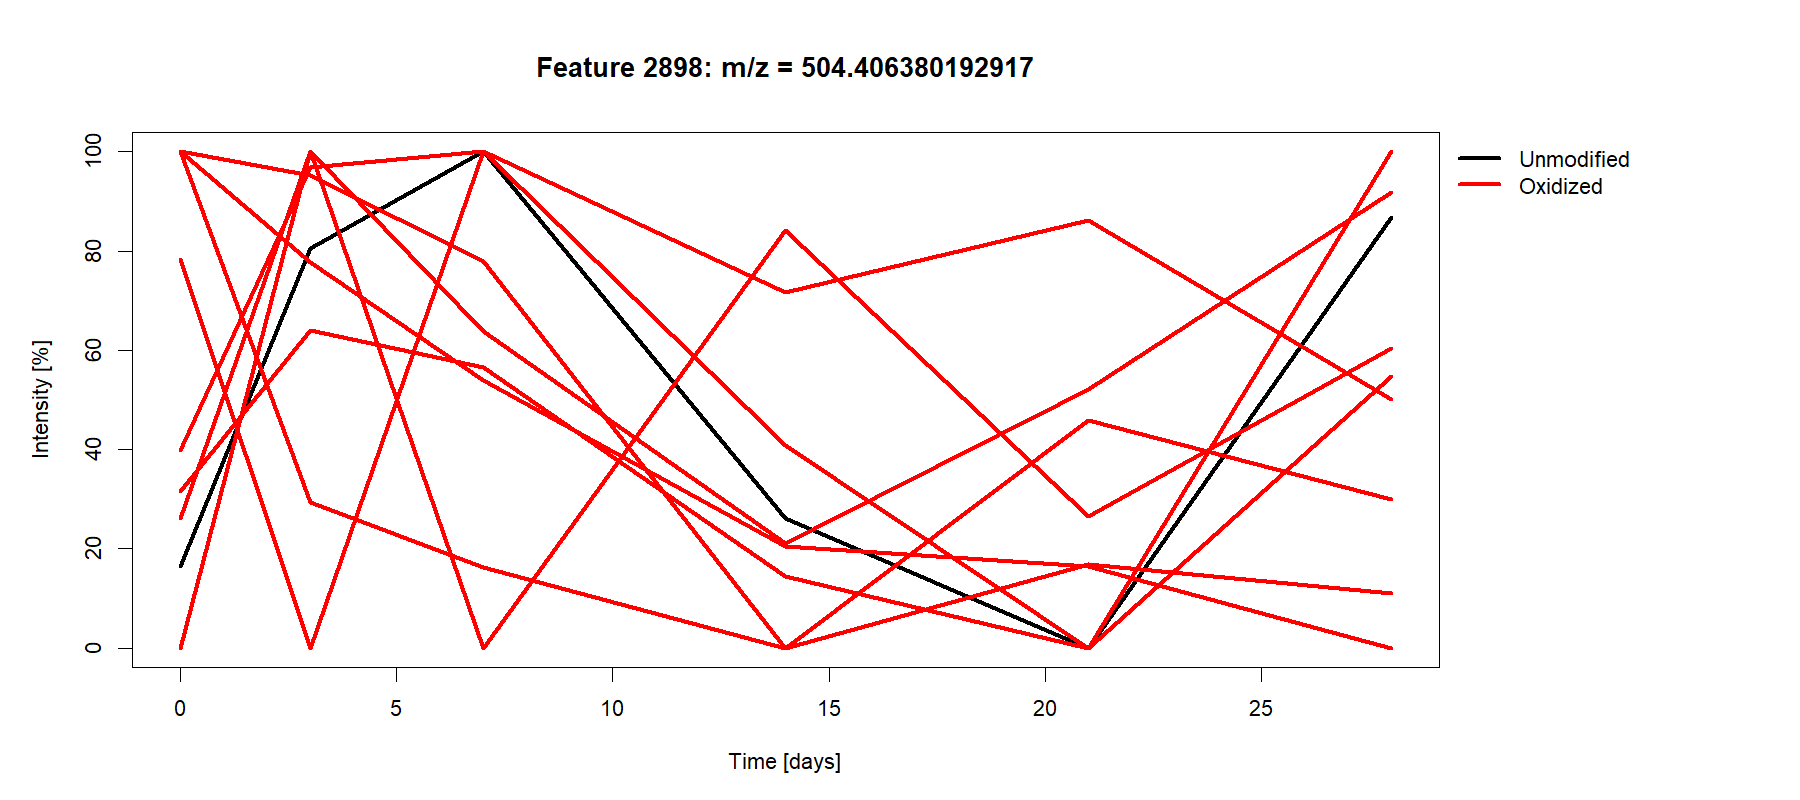 Feature 2898: m/z = 504.406380192917
Unmodified
Oxidized
Intensity [%]
100
80
60
40
20
0
0 5 10 15 20 25
Time [days]